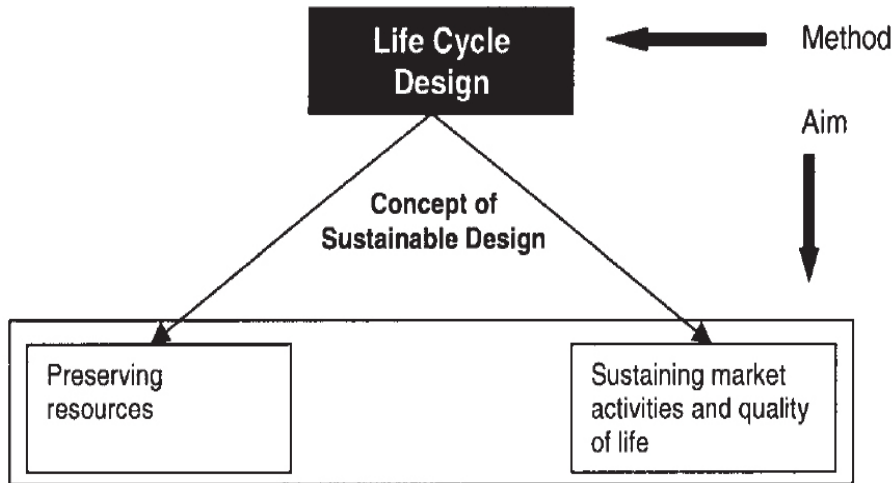 Life Cycle
Design
Method
Aim
Concept of
Sustainable Design
Preserving
resources
Sustaining market
activities and quality
of life